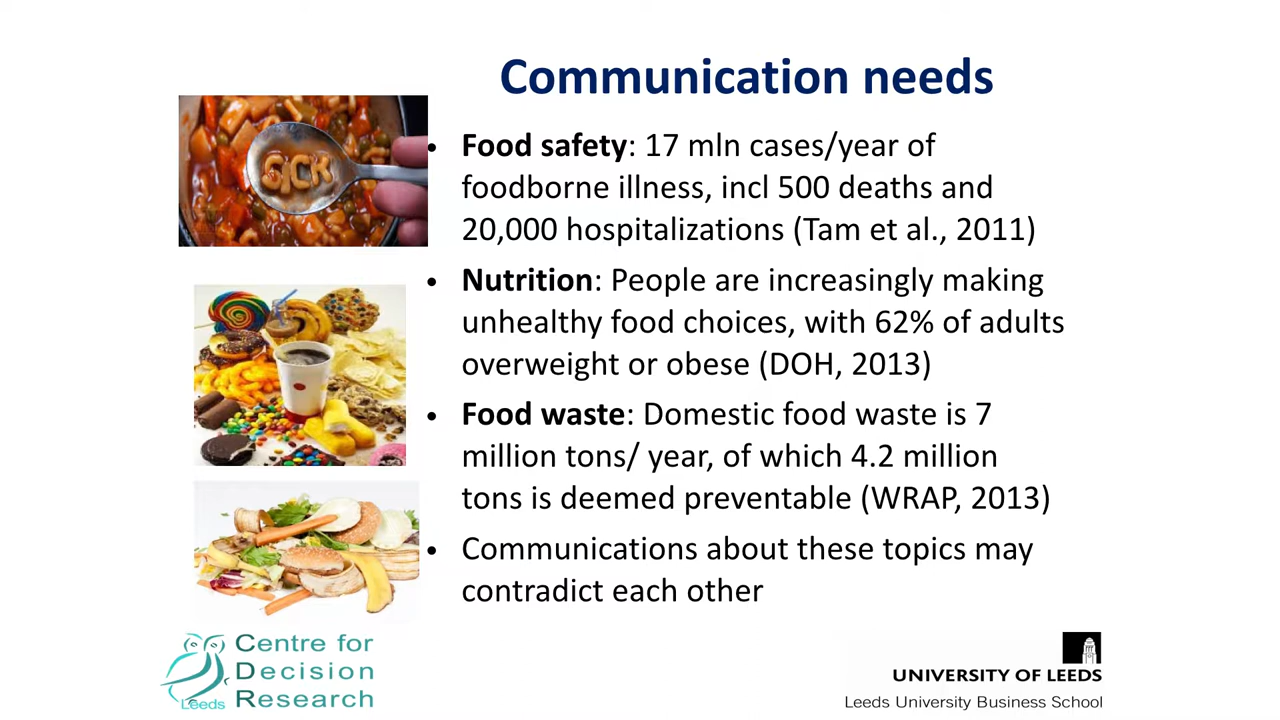 Communication needs
SICK
• Food safety: 17 mln cases/year of
foodborne illness, incl 500 deaths and
20,000 hospitalizations (Tam et al., 2011)
• Nutrition: People are increasingly making
unhealthy food choices, with 62% of adults
overweight or obese (DOH, 2013)
• Food waste: Domestic food waste is 7
million tons/ year, of which 4.2 million
tons is deemed preventable (WRAP, 2013)
• Communications about these topics may
contradict each other
Centre for
Decision
Research
Leeds
UNIVERSITY OF LEEDS
Leeds University Business School